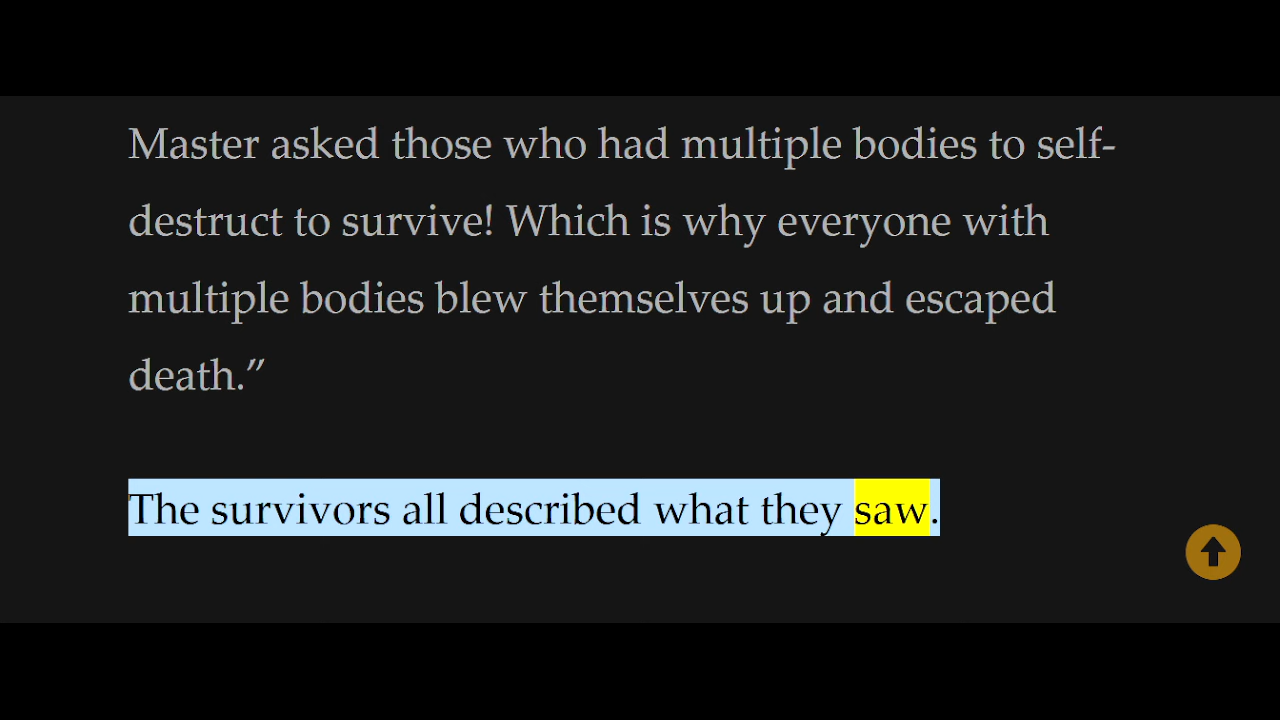 Master asked those who had multiple bodies to self-
destruct to survive! Which is why everyone with
multiple bodies blew themselves up and escaped
death.”
The survivors all described what they saw.